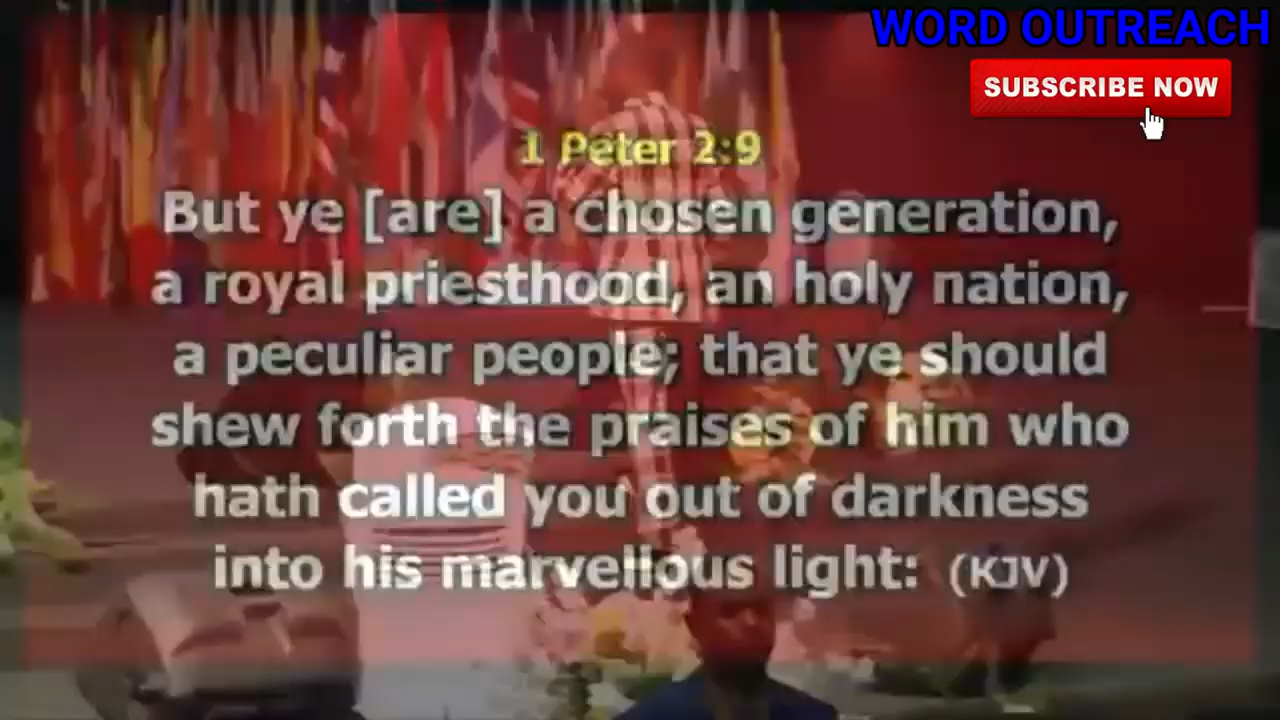 WORD OUTREACH
SUBSCRIBE NOW
1 Peter 2:9
But ye [are] a chosen generation,
a royal priesthood, an holy nation,
a peculiar people; that ye should
shew forth the praises of him who
hath called you out of darkness
into his marvellous light: (KJV)